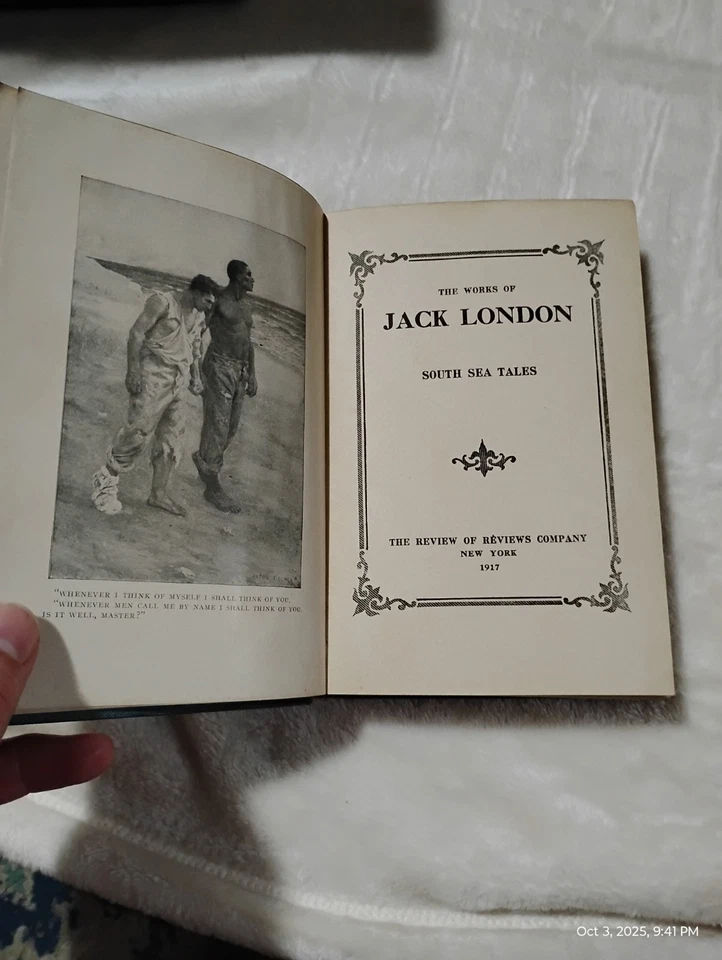 "WHENEVER I THINK OF MYSELF I SHALL THINK OF YOU.
"WHENEVER MEN CALL ME BY NAME I SHALL THINK OF YOU.
IS IT WELL, MASTER?"
THE WORKS OF
JACK LONDON
SOUTH SEA TALES
THE REVIEW OF REVIEWS COMPANY
NEW YORK
1917
Oct 3, 2025, 9:41 PM